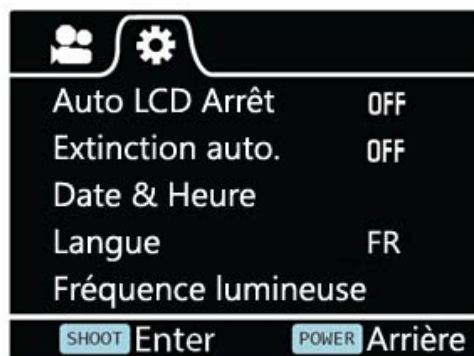 Auto LCD Arrêt OFF
Extinction auto. OFF
Date & Heure
Langue FR
Fréquence lumineuse
SHOOT Enter POWER Arrière